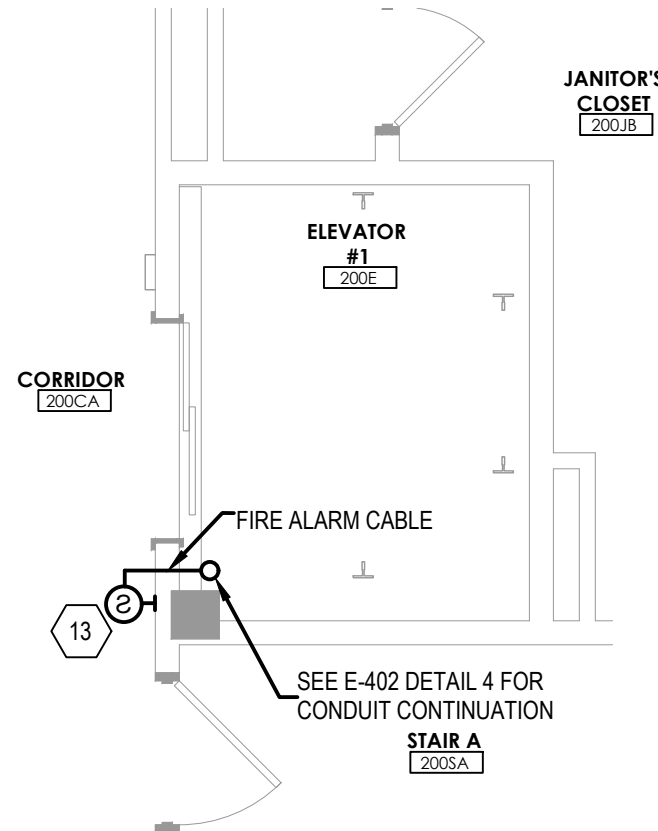 JANITOR'S
CLOSET
200JB
ELEVATOR
#1
200E
CORRIDOR
200CA
FIRE ALARM CABLE
S
13
SEE E-402 DETAIL 4 FOR
CONDUIT CONTINUATION
STAIR A
200SA